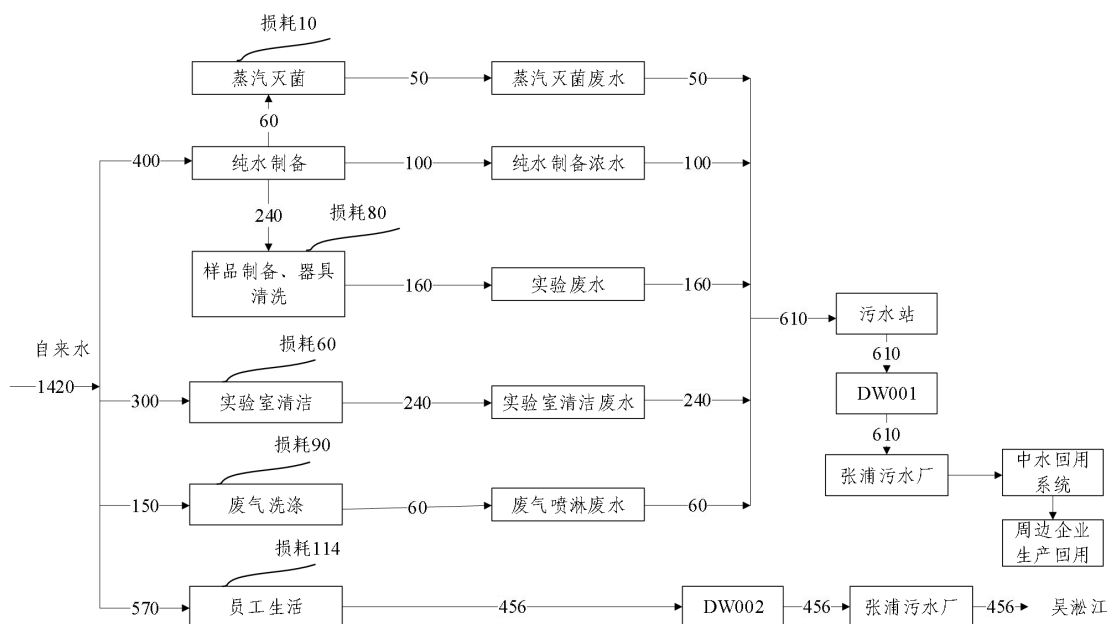 损耗10
蒸汽灭菌
50
蒸汽灭菌废水
50
60
400
纯水制备
100
纯水制备浓水
100
240
损耗80
样品制备、器具
清洗
160
实验废水
160
610
污水站
自来水
1420
损耗60
610
300
实验室清洁
240
实验室清洁废水
240
DW001
610
损耗90
张浦污水厂
中水回用
系统
150
废气洗涤
60
废气喷淋废水
60
周边企业
生产回用
损耗114
570
员工生活
456
DW002
456
张浦污水厂
456
吴淞江